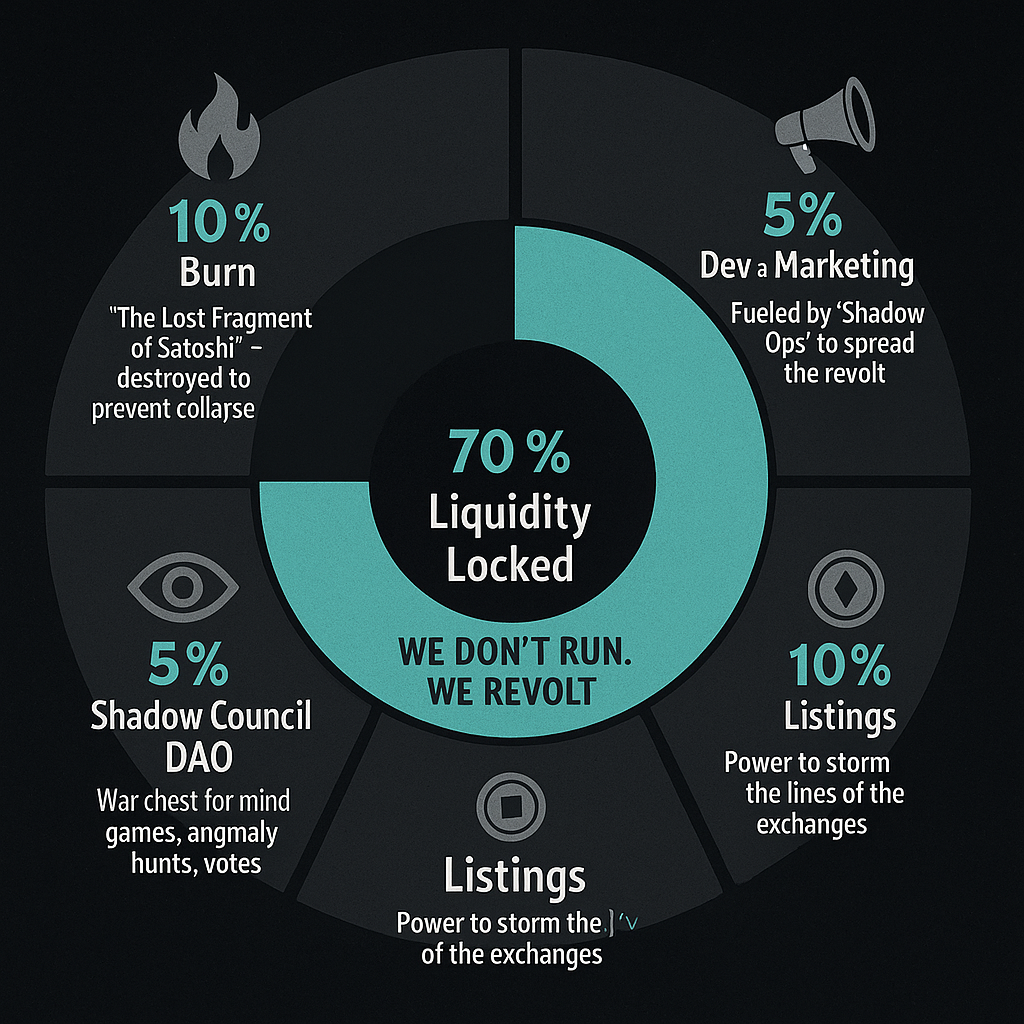 10%
Burn
"The Lost Fragment
of Satoshi" –
destroyed to
prevent collarse
5%
Dev a Marketing
Fueled by 'Shadow
Ops' to spread
the revolt
70%
Liquidity
Locked
WE DON'T RUN.
WE REVOLT
5%
Shadow Council
DAO
War chest for mind
games, angmaly
hunts, votes
10%
Listings
Power to storm
the lines of the
exchanges
Listings
Power to storm the
of the exchanges